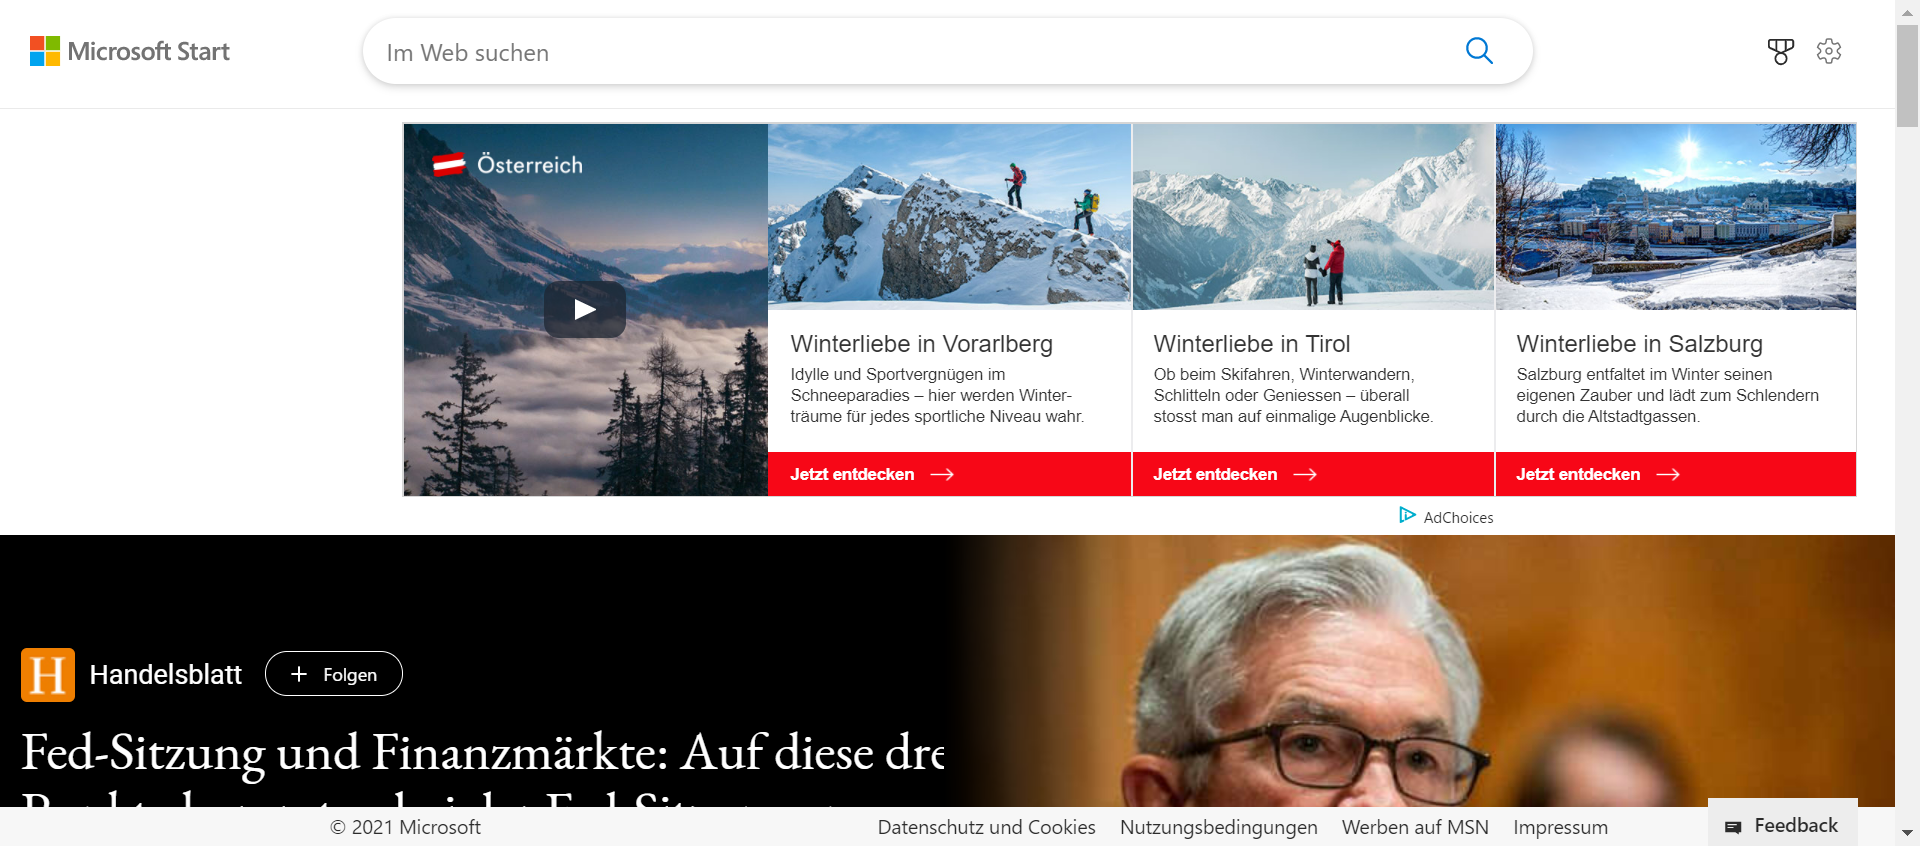 Microsoft Start
Im Web suchen
Österreich
Winterliebe in Vorarlberg
Idylle und Sportvergnügen im
Schneeparadies – hier werden Winter-
träume für jedes sportliche Niveau wahr.
Jetzt entdecken
Winterliebe in Tirol
Ob beim Skifahren, Winterwandern,
Schlitteln oder Geniessen – überall
stosst man auf einmalige Augenblicke.
Jetzt entdecken
Winterliebe in Salzburg
Salzburg entfaltet im Winter seinen
eigenen Zauber und lädt zum Schlendern
durch die Altstadtgassen.
Jetzt entdecken
AdChoices
H Handelsblatt
Folgen
Fed-Sitzung und Finanzmärkte: Auf diese dre
© 2021 Microsoft
Datenschutz und Cookies Nutzungsbedingungen Werben auf MSN Impressum
Feedback